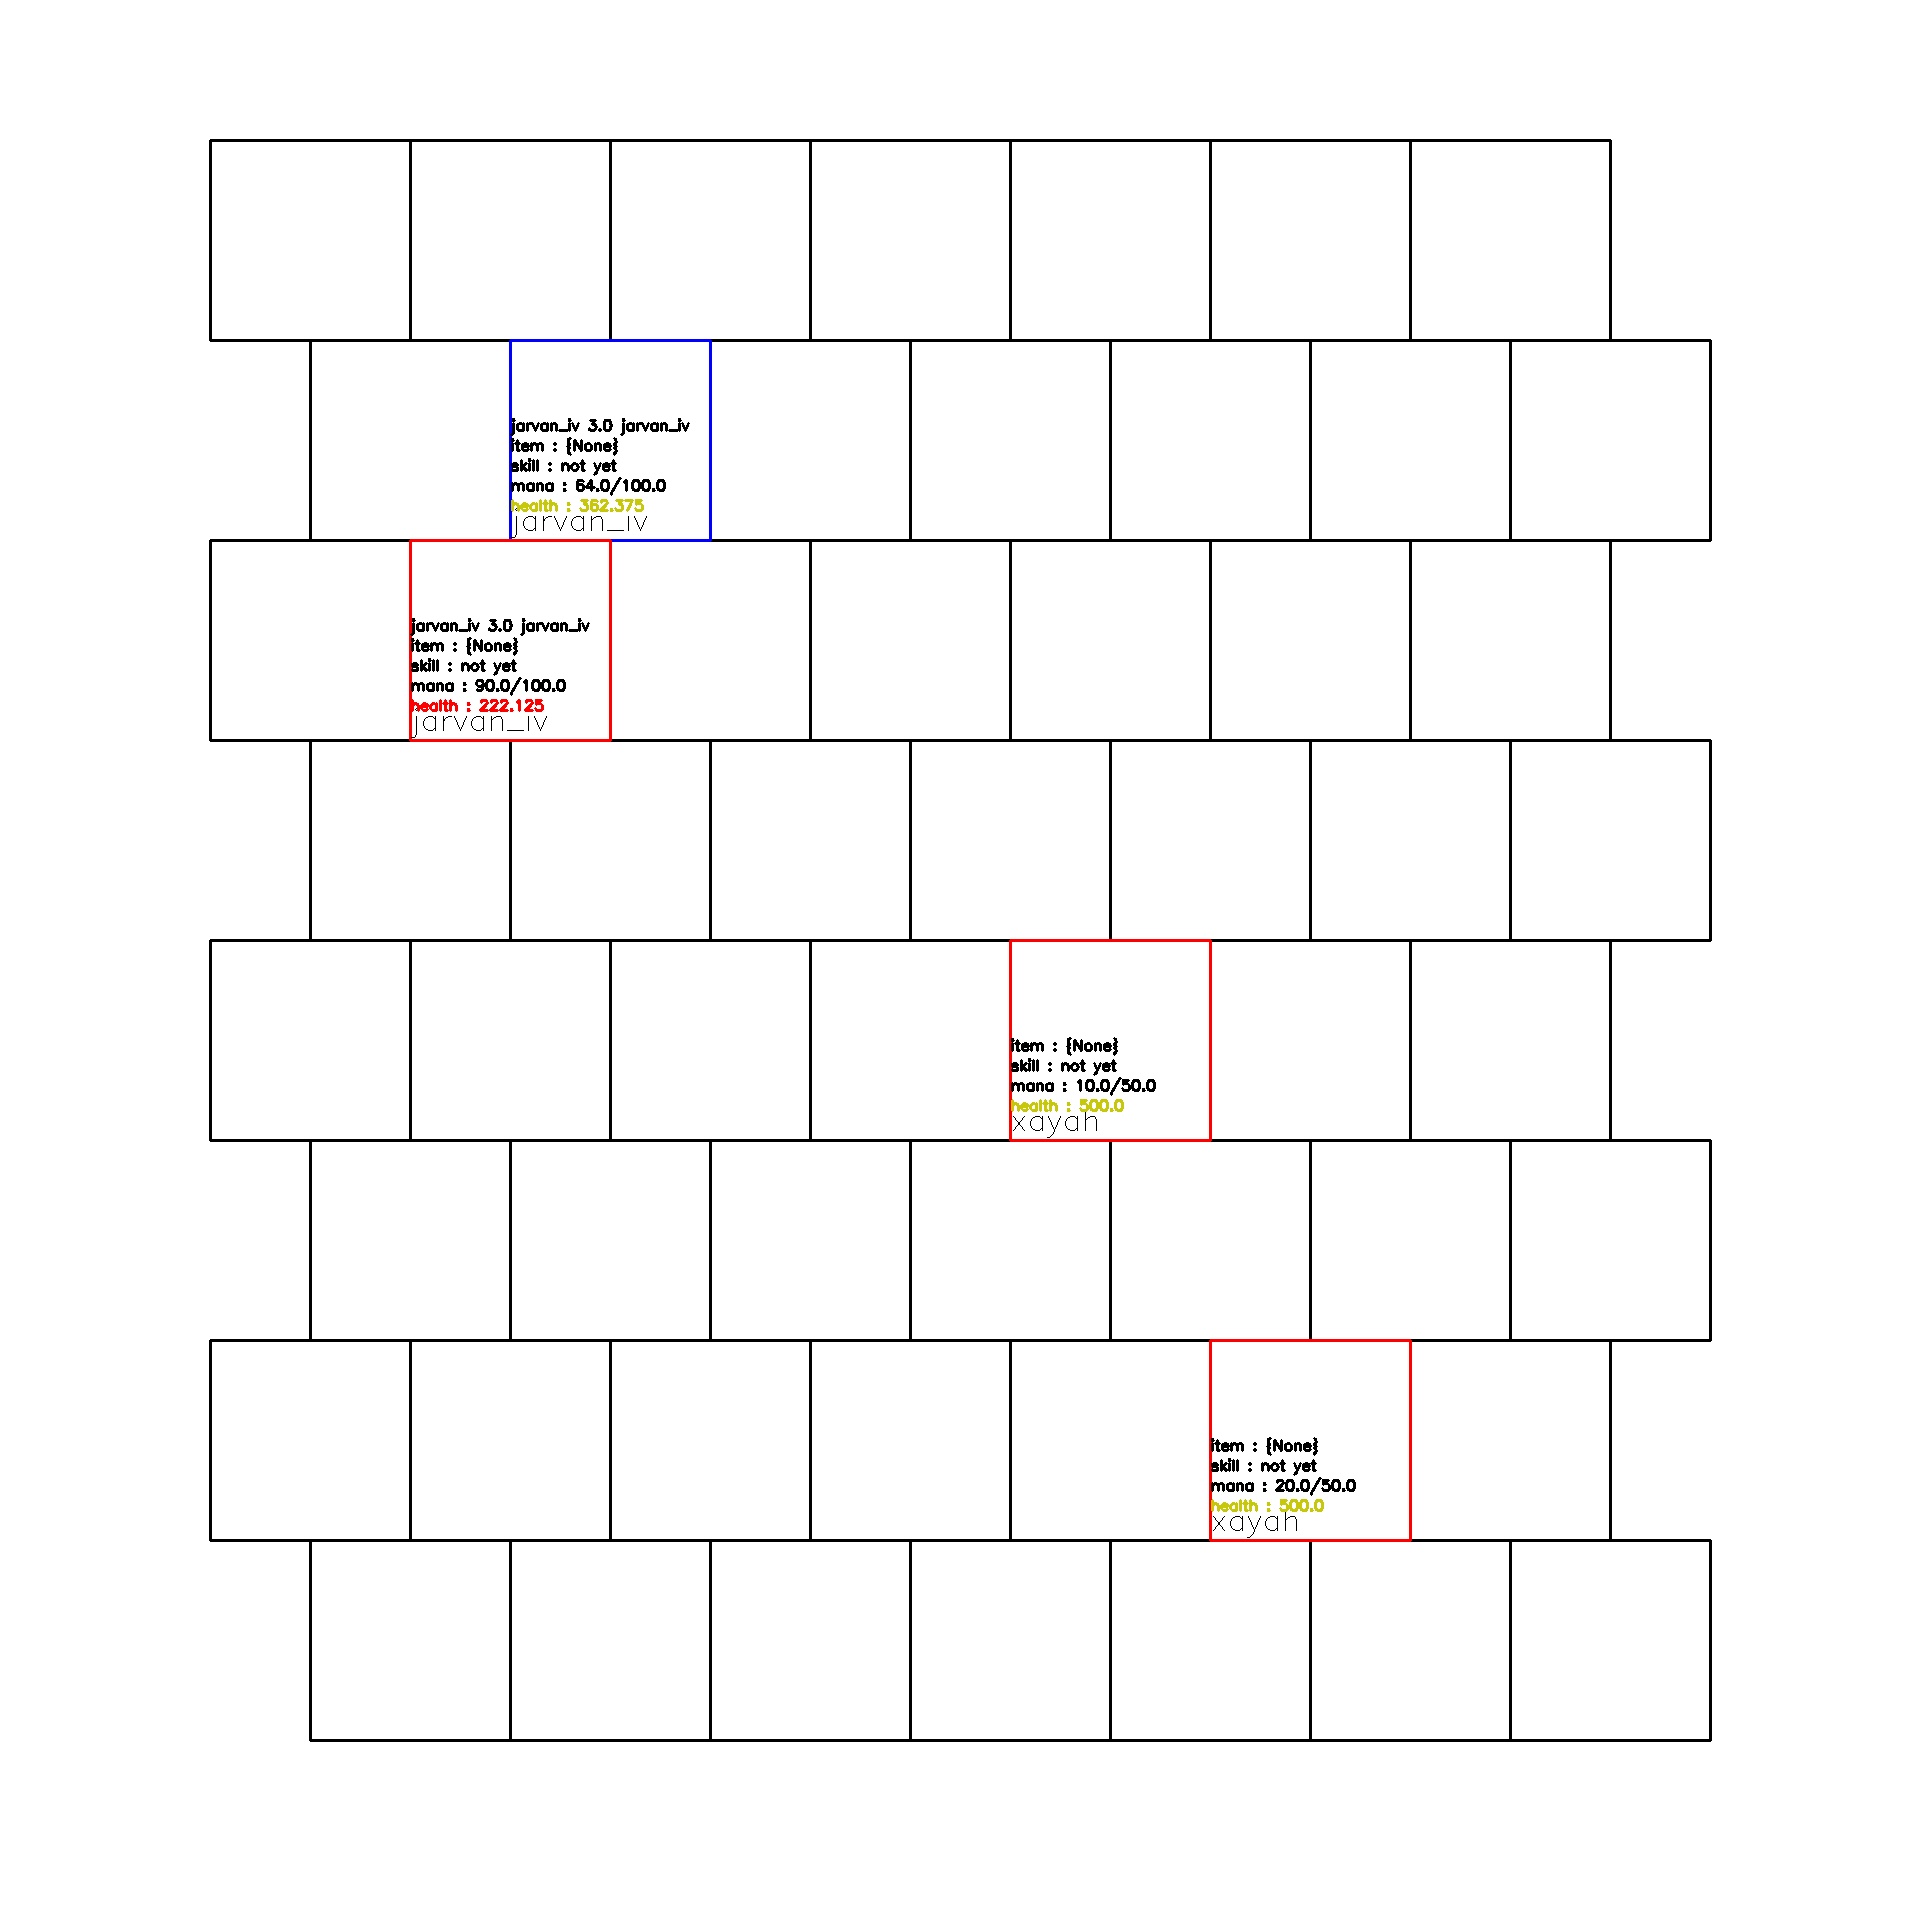 jarvan_iv 3.0 jarvan_iv
item : {None}
skill : not yet
mana : 64.0/100.0
health : 362.375
jarvan_iv
jarvan_iv 3.0 jarvan_iv
item : {None}
skill : not yet
mana : 90.0/100.0
health : 222.125
jarvan_iv
item : {None}
skill : not yet
mana : 10.0/50.0
health : 500.0
xayah
item : {None}
skill : not yet
mana : 20.0/50.0
health : 500.0
xayah